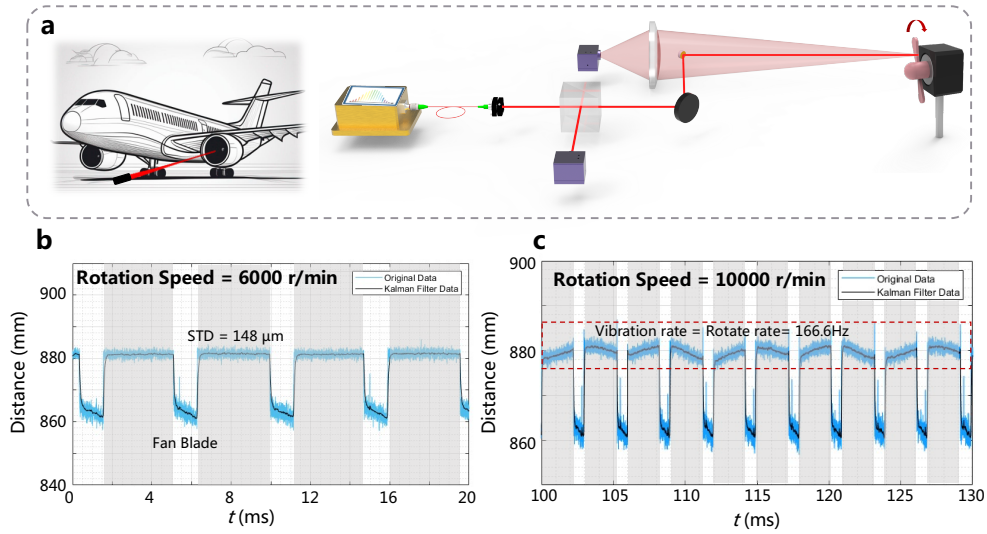 a
b
Rotation Speed = 6000 r/min
Original Data
Kalman Filter Data
STD = 148 μm
Fan Blade
Distance (mm)
900
880
860
840
0
4
8
12
16
20
t (ms)
c
Rotation Speed = 10000 r/min
Original Data
Kalman Filter Data
Vibration rate = Rotate rate= 166.6Hz
Distance (mm)
900
880
860
100
105
110
115
120
125
130
t (ms)